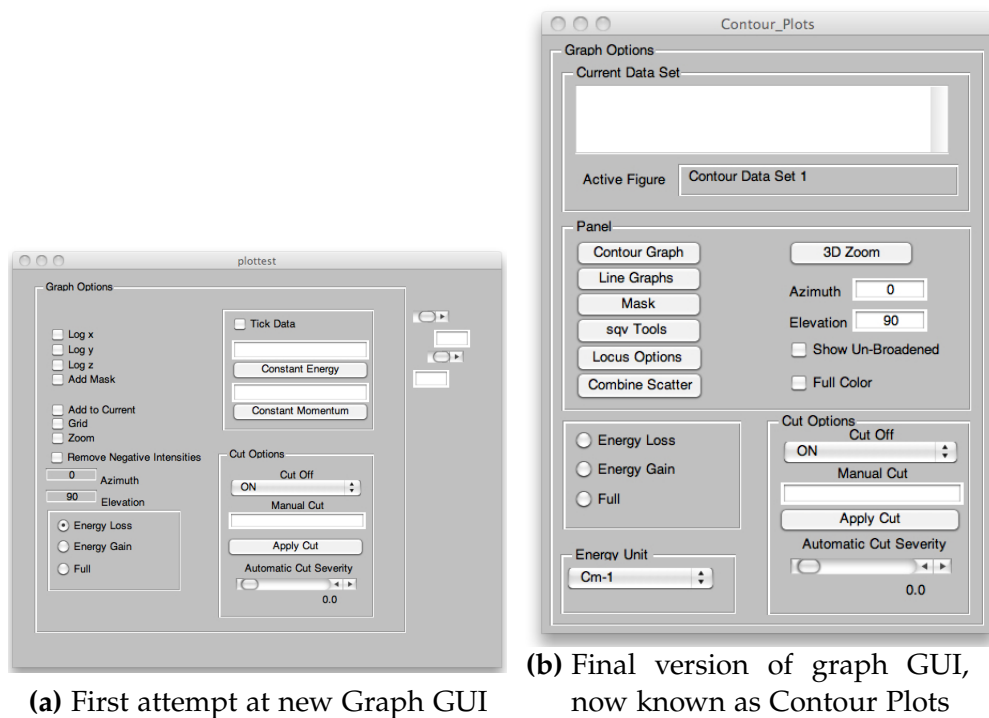 plottest
Graph Options
Log x
Log y
Log z
Add Mask
Add to Current
Grid
Zoom
Remove Negative Intensities
0
Azimuth
90
Elevation
Energy Loss
Energy Gain
Full
Tick Data
Constant Energy
Constant Momentum
Cut Options
Cut Off
ON
Manual Cut
Apply Cut
Automatic Cut Severity
0.0
(a) First attempt at new Graph GUI
Contour_Plots
Graph Options
Current Data Set
Active Figure Contour Data Set 1
Panel
Contour Graph
Line Graphs
Mask
sqv Tools
Locus Options
Combine Scatter
3D Zoom
Azimuth 0
Elevation 90
Show Un-Broadened
Full Color
Energy Loss
Energy Gain
Full
Energy Unit
Cm-1
Cut Options
Cut Off
ON
Manual Cut
Apply Cut
Automatic Cut Severity
0.0
(b) Final version of graph GUI,
now known as Contour Plots